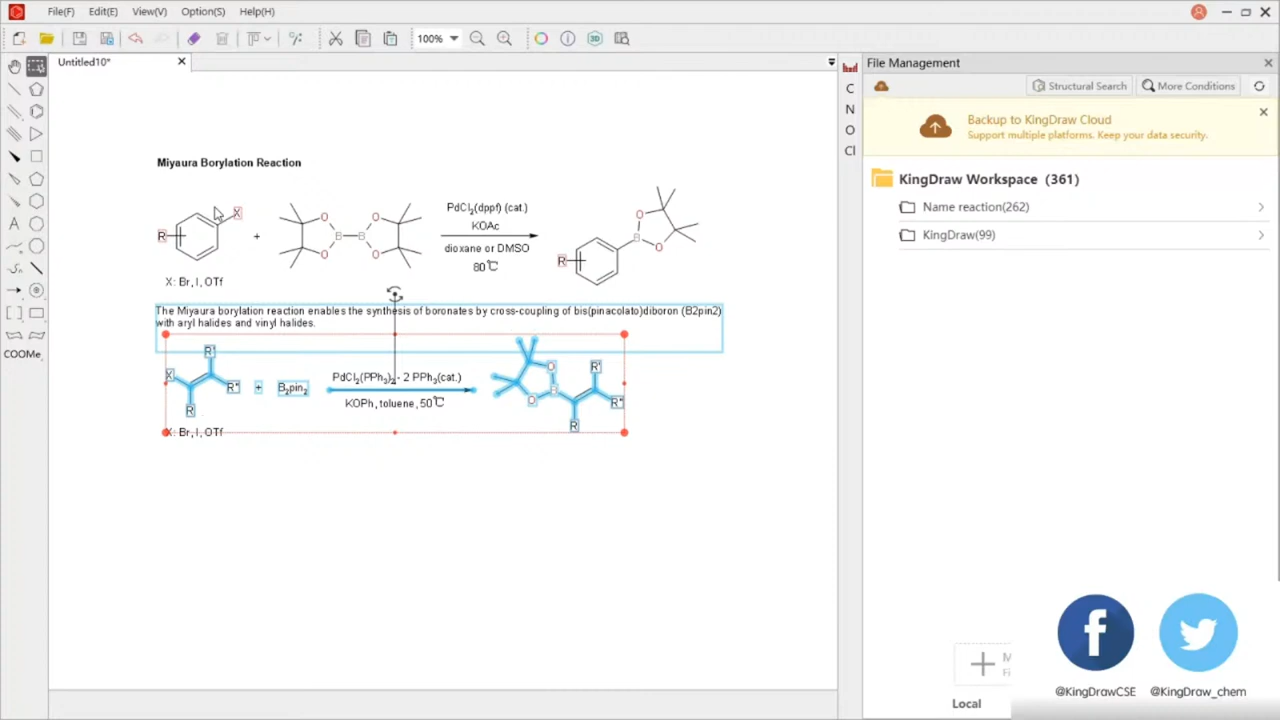 File(F) Edit(E) View(V) Option(S) Help(H)
100%
Untitled10*
File Management
Structural Search More Conditions
Backup to KingDraw Cloud
Support multiple platforms. Keep your data security.
KingDraw Workspace (361)
Name reaction(262)
KingDraw(99)
C
N
O
Cl
A
COOMe
3D
Miyaura Borylation Reaction
R X + O O B B O O PdCl2(dppf) (cat.) R B O O
KOAc
dioxane or DMSO
80℃
X: Br, I, OTf
The Miyaura borylation reaction enables the synthesis of boronates by cross-coupling of bis(pinacolato)diboron (B2pin2)
with aryl halides and vinyl halides.
X R' R" R + B2pin2 PdCl2(PPh3)2 - 2 PPh3(cat.) O O B R' R" R
KOPh, toluene, 50℃
X: Br, I, OTf
Local
@KingDrawCSE @KingDraw_chem